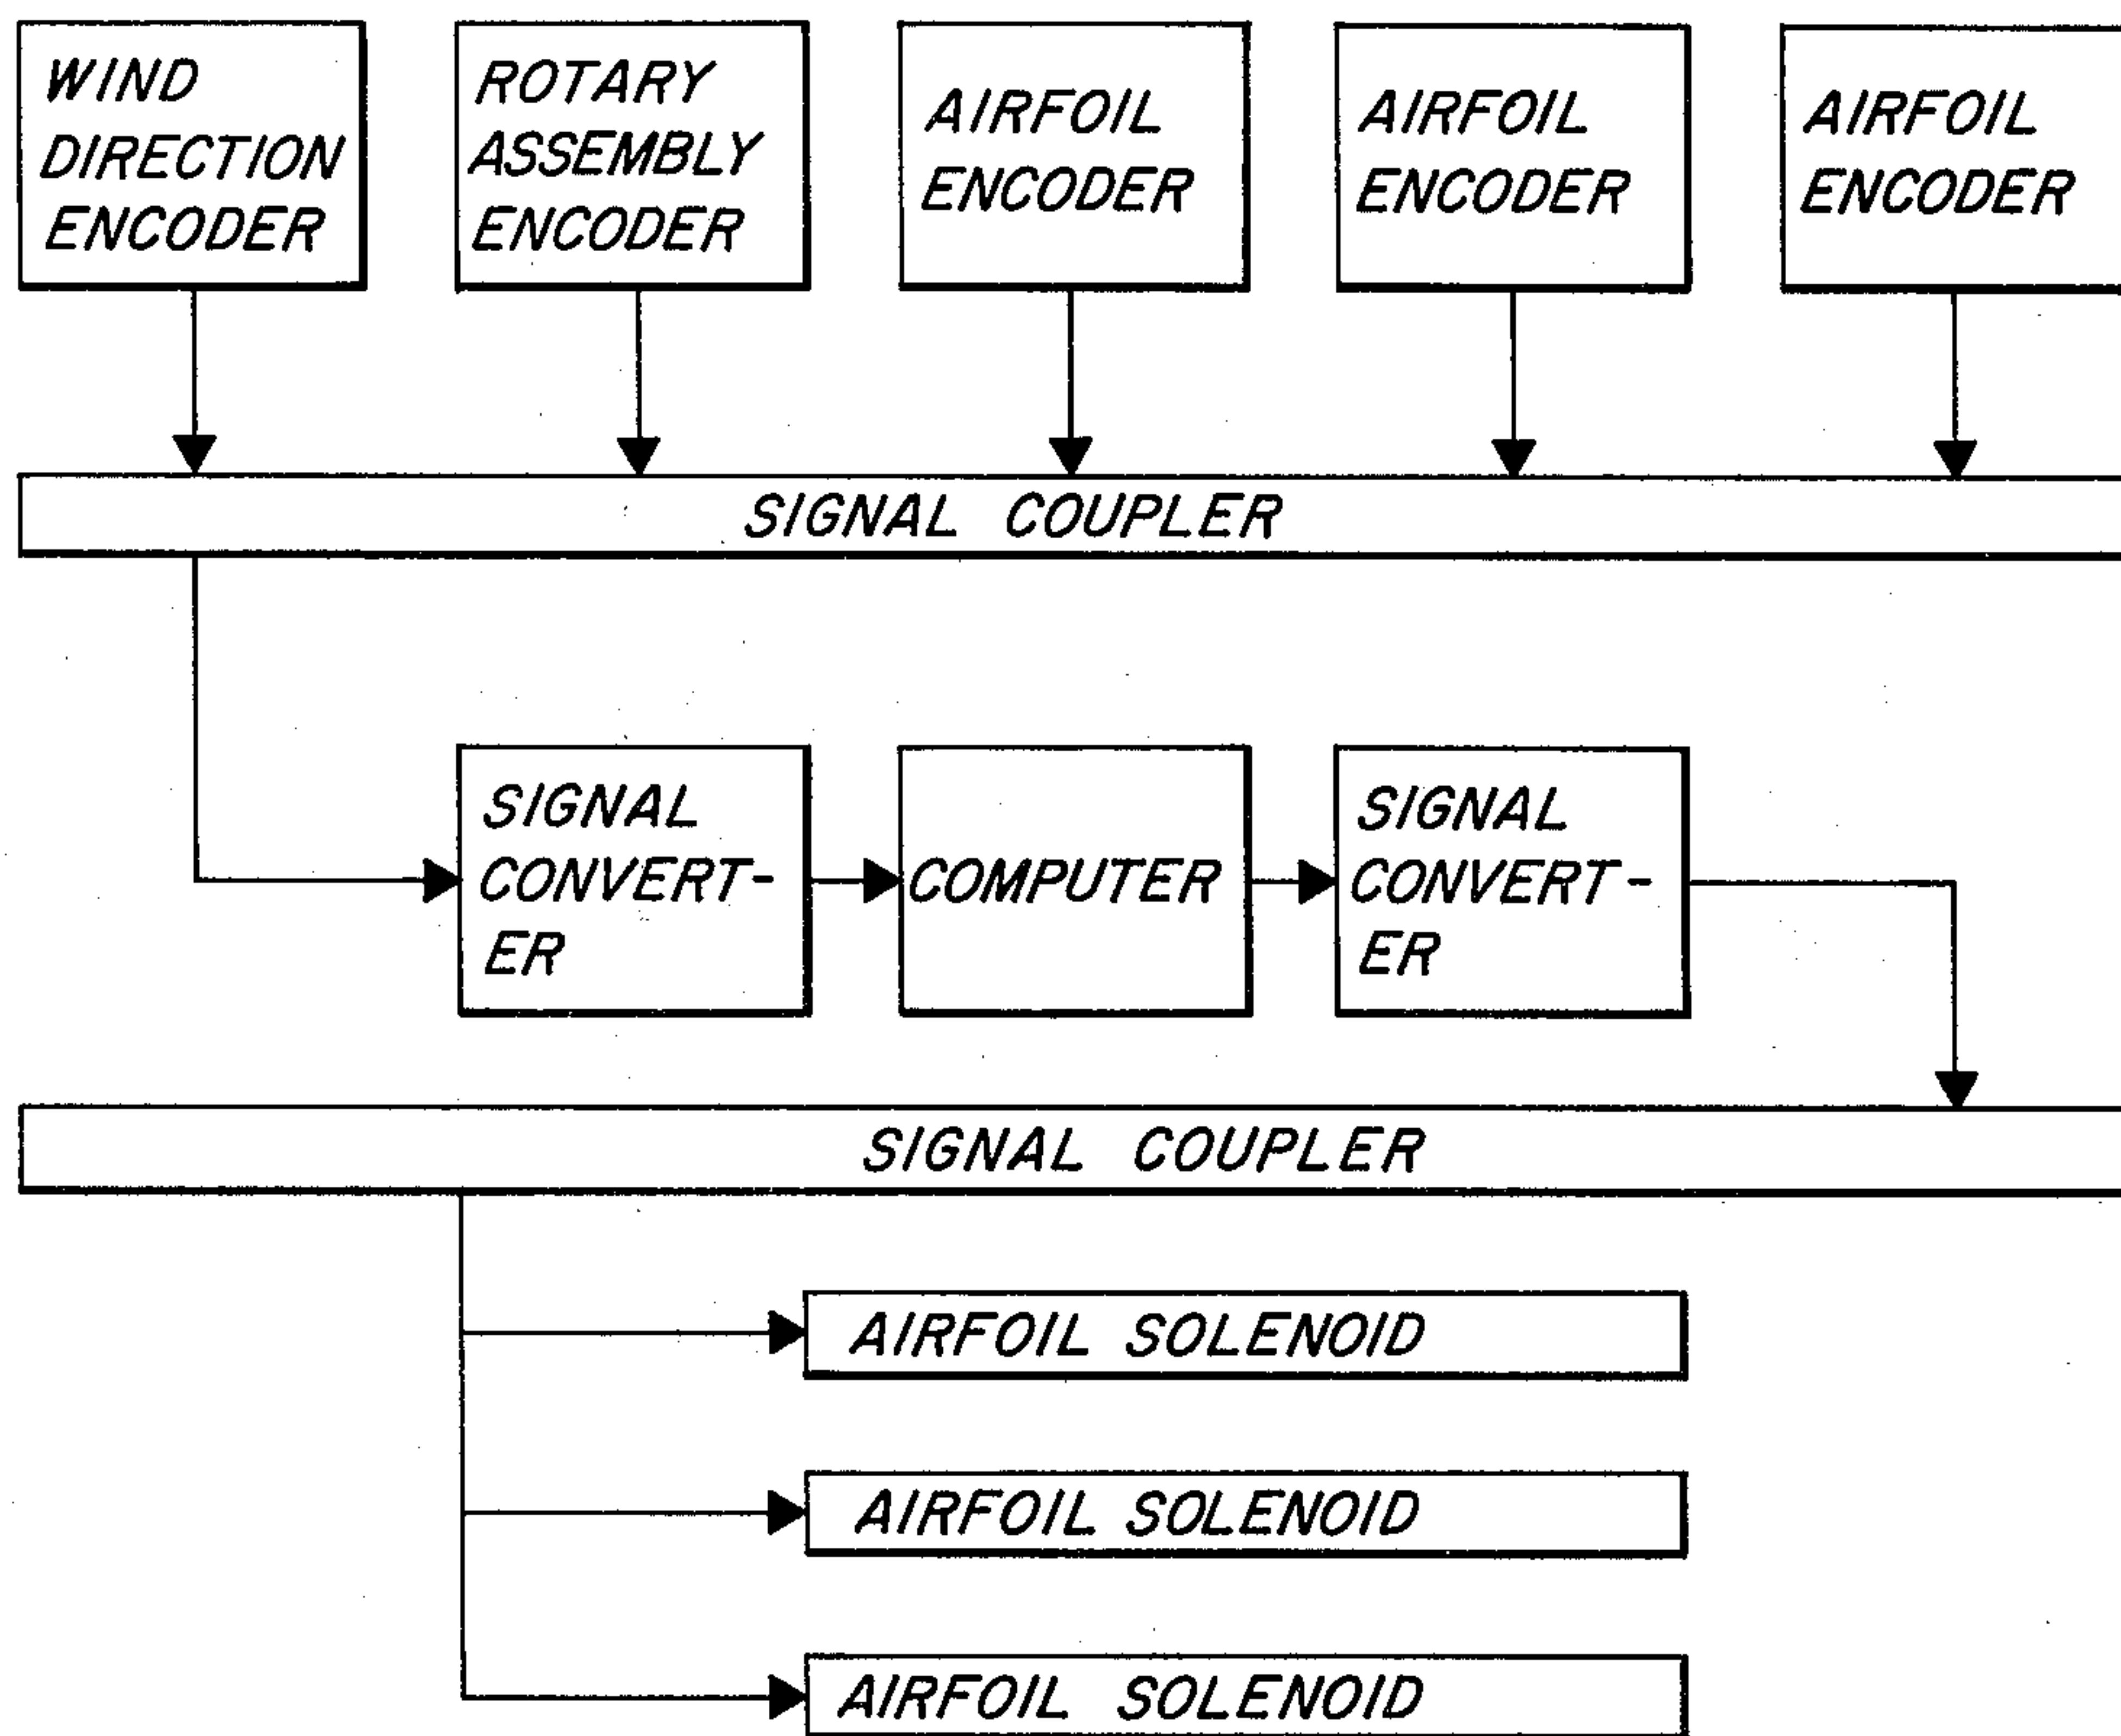 WIND
DIRECTION
ENCODER
ROTARY
ASSEMBLY
ENCODER
AIRFOIL
ENCODER
AIRFOIL
ENCODER
AIRFOIL
ENCODER
SIGNAL COUPLER
SIGNAL
CONVERT-
ER
COMPUTER
SIGNAL
CONVERT-
ER
SIGNAL COUPLER
AIRFOIL SOLENOID
AIRFOIL SOLENOID
AIRFOIL SOLENOID